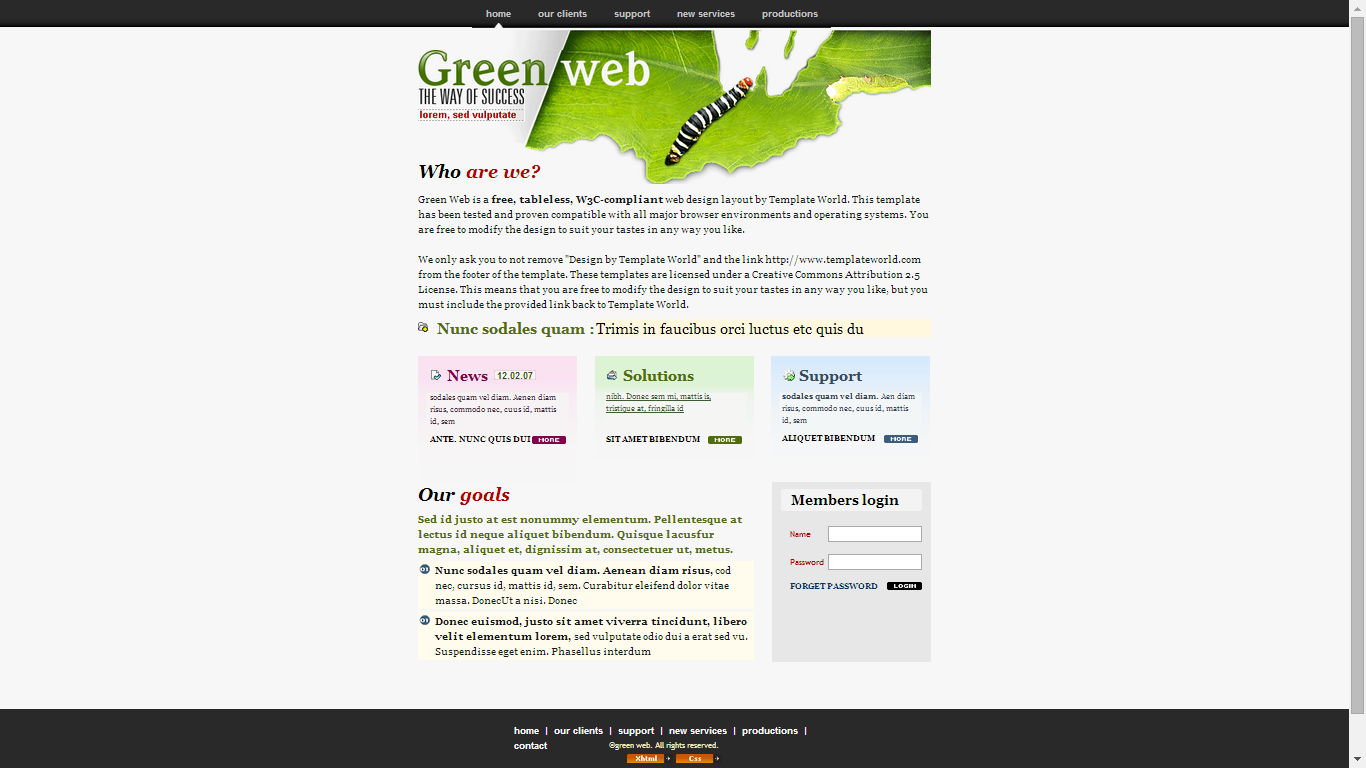 home our clients support new services productions
Green web
THE WAY OF SUCCESS
lorem, sed vulputate
Who are we?
Green Web is a free, tableless, W3C-compliant web design layout by Template World. This template
has been tested and proven compatible with all major browser environments and operating systems. You
are free to modify the design to suit your tastes in any way you like.
We only ask you to not remove "Design by Template World" and the link http://www.templateworld.com
from the footer of the template. These templates are licensed under a Creative Commons Attribution 2.5
License. This means that you are free to modify the design to suit your tastes in any way you like, but you
must include the provided link back to Template World.
Nunc sodales quam : Trimis in faucibus orci luctus etc quis du
News 12.02.07
sodales quam vel diam. Aenen diam
risus, commodo nec, cuus id, mattis
id, sem
ANTE. NUNC QUIS DUI MORE
Solutions
nibh. Donec sem mi, mattis is,
tristique at, fringilla id
SIT AMET BIBENDUM MORE
Support
sodales quam vel diam. Aen diam
risus, commodo nec, cuus id, mattis
id, sem
ALIQUET BIBENDUM MORE
Our goals
Sed id justo at est nonummy elementum. Pellentesque at
lectus id neque aliquet bibendum. Quisque lacusfur
magna, aliquet et, dignissim at, consectetuer ut, metus.
01 Nunc sodales quam vel diam. Aenean diam risus, cod
nec, cursus id, mattis id, sem. Curabitur eleifend dolor vitae
massa. DonecUt a nisi. Donec
01 Donec euismod, justo sit amet viverra tincidunt, libero
velit elementum lorem, sed vulputate odio dui a erat sed vu.
Suspendisse eget enim. Phasellus interdum
Members login
Name
Password
FORGET PASSWORD LOGIN
home | our clients | support | new services | productions |
contact ©green web. All rights reserved.
Xhtml Css